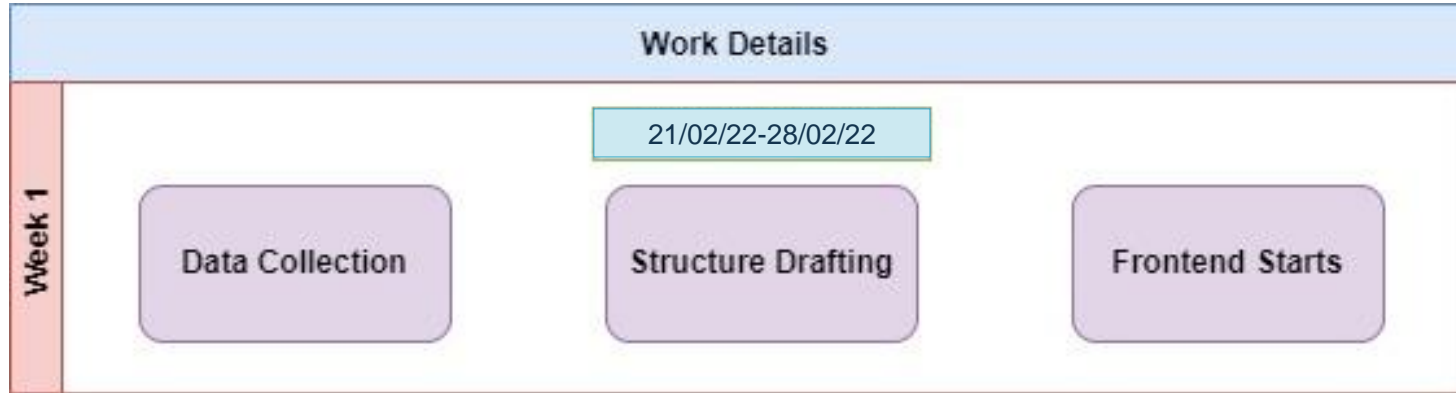 Work Details
Week 1
21/02/22-28/02/22
Data Collection
Structure Drafting
Frontend Starts